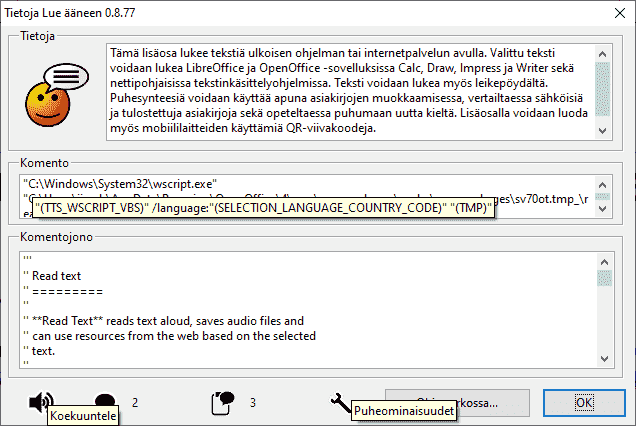 Tietoja Lue ääneen 0.8.77
Tietoja
Tämä lisäosa lukee tekstiä ulkoisen ohjelman tai internetpalvelun avulla. Valittu teksti
voidaan lukea LibreOffice ja OpenOffice -sovelluksissa Calc, Draw, Impress ja Writer sekä
nettipohjaisissa tekstinkäsittelyohjelmissa. Teksti voidaan lukea myös leikepöydältä.
Puhesynteesiä voidaan käyttää apuna asiakirjojen muokkaamisessa, vertailtaessa sähköisiä
ja tulostettuja asiakirjoja sekä opeteltaessa puhumaan uutta kieltä. Lisäosalla voidaan luoda
myös mobiililaitteiden käyttämiä QR-viivakoodeja.
Komento
"C:\Windows\System32\wscript.exe"
\sv70ot.tmp_\re
"(TTS_WSCRIPT_VBS)" /language:"(SELECTION_LANGUAGE_COUNTRY_CODE)" "(TMP)"
Komentojono
'''
'' Read text
'' =========
''
'' **Read Text** reads text aloud, saves audio files and
'' can use resources from the web based on the selected
'' text.
''
2
3
OK
Koekuuntele
Puheominaisuudet